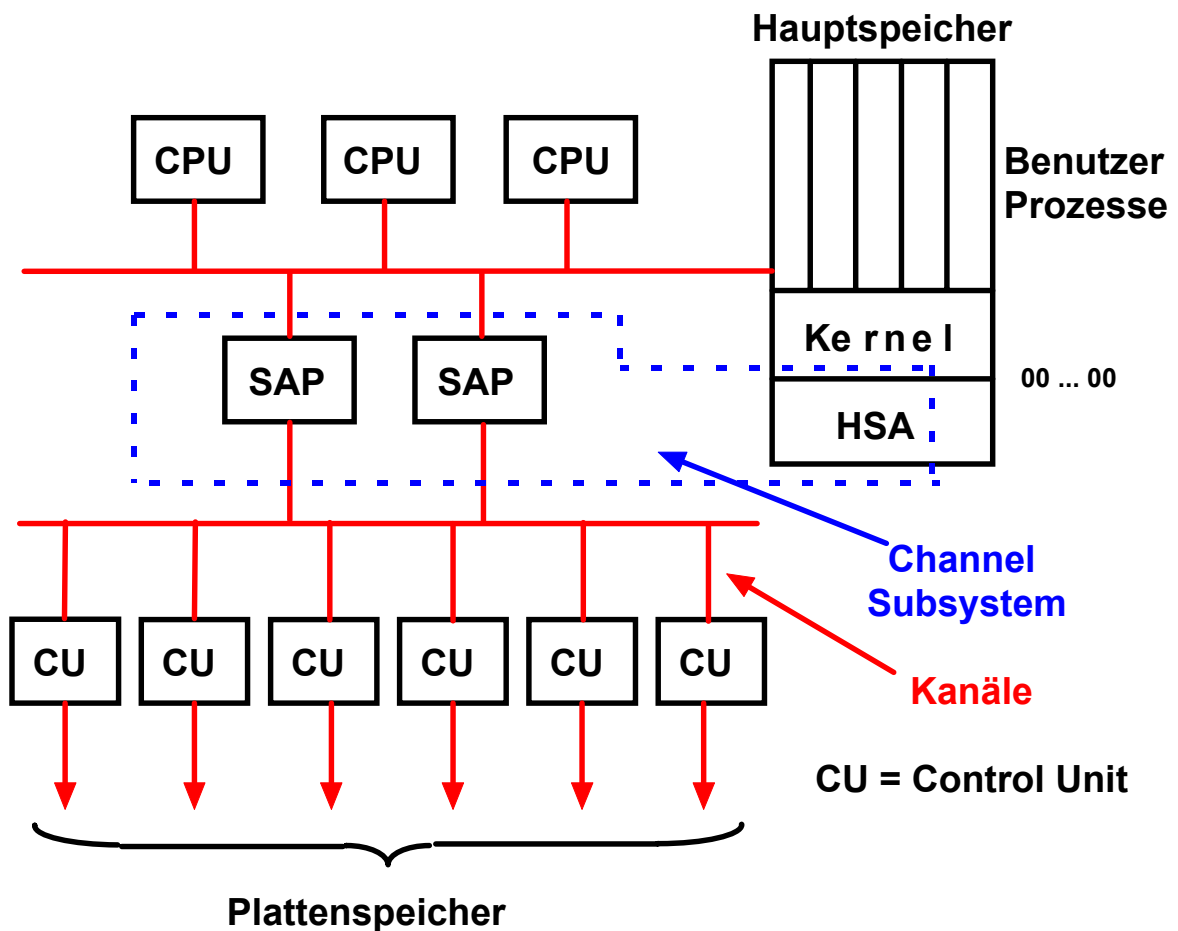 Hauptspeicher
CPU
CPU
CPU
Benutzer
Prozesse
Kernel
00 ... 00
SAP
SAP
HSA
Channel
Subsystem
CU
CU
CU
CU
CU
CU
Kanäle
CU = Control Unit
Plattenspeicher